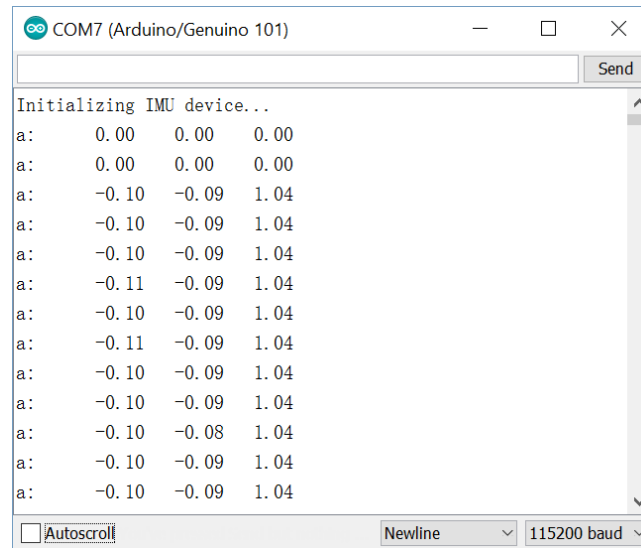 COM7 (Arduino/Genuino 101)
Send
Initializing IMU device...
a: 0.00 0.00 0.00
a: 0.00 0.00 0.00
a: -0.10 -0.09 1.04
a: -0.10 -0.09 1.04
a: -0.10 -0.09 1.04
a: -0.11 -0.09 1.04
a: -0.10 -0.09 1.04
a: -0.11 -0.09 1.04
a: -0.10 -0.09 1.04
a: -0.10 -0.09 1.04
a: -0.10 -0.08 1.04
a: -0.10 -0.09 1.04
a: -0.10 -0.09 1.04
Autoscroll Newline 115200 baud